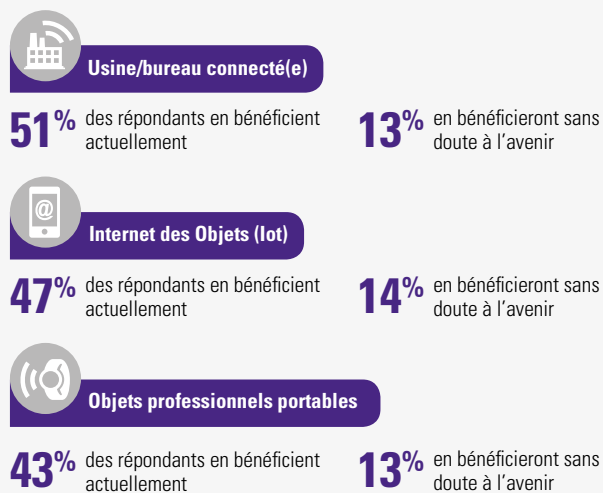 Usine/bureau connecté(e)
51% des répondants en bénéficient
actuellement
13% en bénéficieront sans
doute à l'avenir
@
Internet des Objets (Iot)
47% des répondants en bénéficient
actuellement
14% en bénéficieront sans
doute à l'avenir
Objets professionnels portables
43% des répondants en bénéficient
actuellement
13% en bénéficieront sans
doute à l'avenir